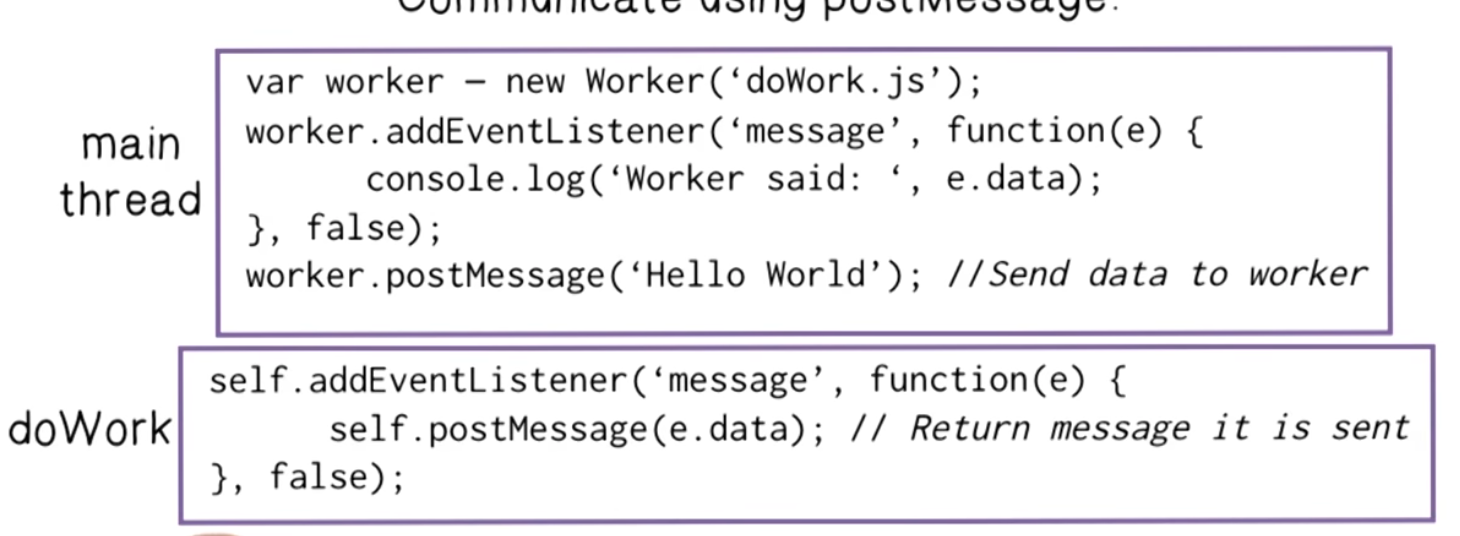 Communicate using postMessage:
var worker – new Worker(‘doWork.js’);
main
thread
worker.addEventListener(‘message’, function(e) {
console.log(‘Worker said: ‘, e.data);
}, false);
worker.postMessage(‘Hello World’); //Send data to worker
doWork
self.addEventListener(‘message’, function(e) {
self.postMessage(e.data); // Return message it is sent
}, false);